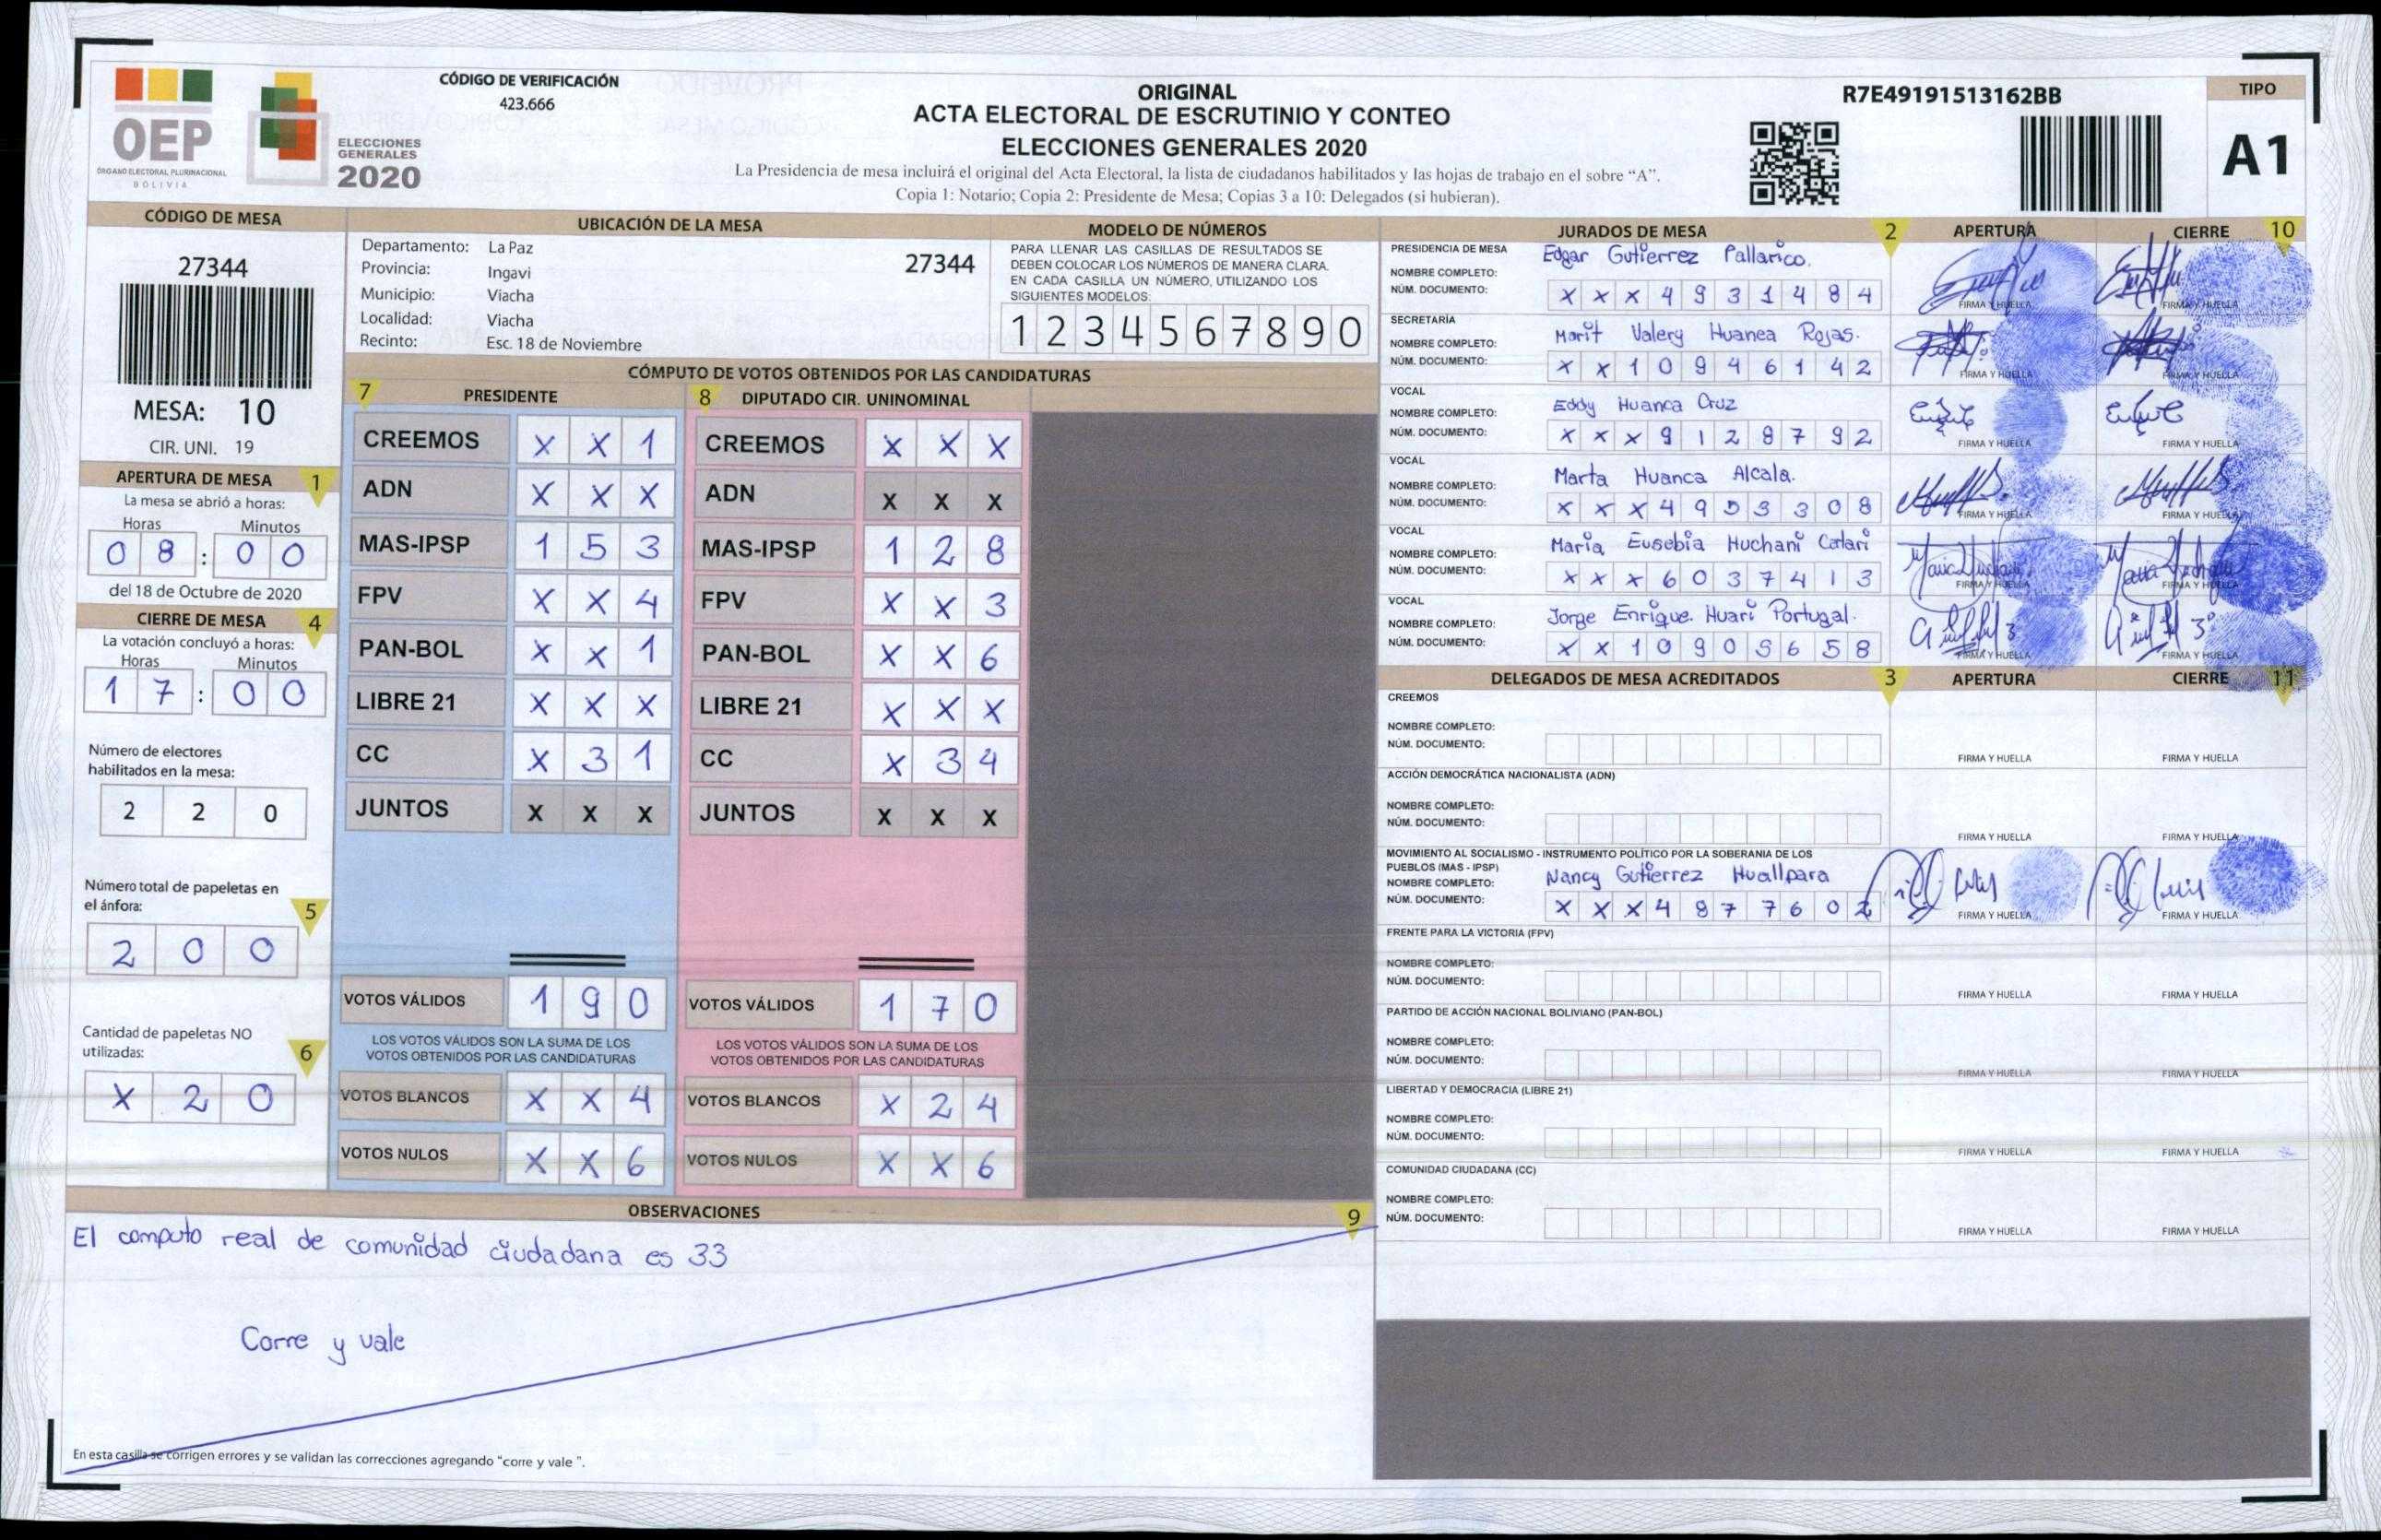 CÓDIGO DE VERIFICACIÓN
423.666
OEP
ÓRGANO ELECTORAL PLURINACIONAL
BOLIVIA
ELECCIONES
GENERALES
2020
ORIGINAL
ACTA ELECTORAL DE ESCRUTINIO Y CONTEO
ELECCIONES GENERALES 2020
La Presidencia de mesa incluirá el original del Acta Electoral, la lista de ciudadanos habilitados y las hojas de trabajo en el sobre “A”.
Copia 1: Notario; Copia 2: Presidente de Mesa; Copias 3 a 10: Delegados (si hubieran).
R7E49191513162BB
TIPO
A1
CÓDIGO DE MESA
27344
MESA: 10
CIR. UNI. 19
APERTURA DE MESA 1
La mesa se abrió a horas:
Horas Minutos
0 8 : 0 0
del 18 de Octubre de 2020
CIERRE DE MESA 4
La votación concluyó a horas:
Horas Minutos
1 7 : 0 0
Número de electores
habilitados en la mesa:
2 2 0
Número total de papeletas en
el ánfora:
5
2 0 0
Cantidad de papeletas NO
utilizadas:
6
X 2 0
UBICACIÓN DE LA MESA
Departamento: La Paz
Provincia: Ingavi
Municipio: Viacha
Localidad: Viacha
Recinto: Esc. 18 de Noviembre
27344
MODELO DE NÚMEROS
PARA LLENAR LAS CASILLAS DE RESULTADOS SE
DEBEN COLOCAR LOS NÚMEROS DE MANERA CLARA.
EN CADA CASILLA UN NÚMERO, UTILIZANDO LOS
SIGUIENTES MODELOS:
1 2 3 4 5 6 7 8 9 0
CÓMPUTO DE VOTOS OBTENIDOS POR LAS CANDIDATURAS
7 PRESIDENTE
CREEMOS X X 1
ADN X X X
MAS-IPSP 1 5 3
FPV X X 4
PAN-BOL X X 1
LIBRE 21 X X X
CC X 3 1
JUNTOS X X X
VOTOS VÁLIDOS 1 9 0
LOS VOTOS VÁLIDOS SON LA SUMA DE LOS
VOTOS OBTENIDOS POR LAS CANDIDATURAS
VOTOS BLANCOS X X 4
VOTOS NULOS X X 6
8 DIPUTADO CIR. UNINOMINAL
CREEMOS X X X
ADN X X X
MAS-IPSP 1 2 8
FPV X X 3
PAN-BOL X X 6
LIBRE 21 X X X
CC X 3 4
JUNTOS X X X
VOTOS VÁLIDOS 1 7 0
LOS VOTOS VÁLIDOS SON LA SUMA DE LOS
VOTOS OBTENIDOS POR LAS CANDIDATURAS
VOTOS BLANCOS X 2 4
VOTOS NULOS X X 6
OBSERVACIONES 9
El computo real de comunidad ciudadana es 33
Corre y vale
En esta casilla se corrigen errores y se validan las correcciones agregando “corre y vale ”.
JURADOS DE MESA 2 APERTURA CIERRE 10
PRESIDENCIA DE MESA
NOMBRE COMPLETO: Edgar Gutierrez Pallarico.
NÚM. DOCUMENTO: X X X 4 9 3 1 4 8 4
FIRMA Y HUELLA FIRMA Y HUELLA
SECRETARÍA
NOMBRE COMPLETO: Marit Valery Huanca Rojas.
NÚM. DOCUMENTO: X X 1 0 9 4 6 1 4 2
FIRMA Y HUELLA FIRMA Y HUELLA
VOCAL
NOMBRE COMPLETO: Eddy Huanca Cruz
NÚM. DOCUMENTO: X X X 9 1 2 8 7 9 2
FIRMA Y HUELLA FIRMA Y HUELLA
VOCAL
NOMBRE COMPLETO: Marta Huanca Alcala.
NÚM. DOCUMENTO: X X X 4 9 5 3 3 0 8
FIRMA Y HUELLA FIRMA Y HUELLA
VOCAL
NOMBRE COMPLETO: Maria Eusebia Huchani Catari
NÚM. DOCUMENTO: X X X 6 0 3 7 4 1 3
FIRMA Y HUELLA FIRMA Y HUELLA
VOCAL
NOMBRE COMPLETO: Jorge Enrique. Huari Portugal.
NÚM. DOCUMENTO: X X 1 0 9 0 5 6 5 8
FIRMA Y HUELLA FIRMA Y HUELLA
DELEGADOS DE MESA ACREDITADOS 3 APERTURA CIERRE 11
CREEMOS
NOMBRE COMPLETO:
NÚM. DOCUMENTO:
FIRMA Y HUELLA FIRMA Y HUELLA
ACCIÓN DEMOCRÁTICA NACIONALISTA (ADN)
NOMBRE COMPLETO:
NÚM. DOCUMENTO:
FIRMA Y HUELLA FIRMA Y HUELLA
MOVIMIENTO AL SOCIALISMO - INSTRUMENTO POLÍTICO POR LA SOBERANIA DE LOS
PUEBLOS (MAS - IPSP)
NOMBRE COMPLETO: Nancy Gutierrez Huallpara
NÚM. DOCUMENTO: X X X 4 8 7 7 6 0 2
FIRMA Y HUELLA FIRMA Y HUELLA
FRENTE PARA LA VICTORIA (FPV)
NOMBRE COMPLETO:
NÚM. DOCUMENTO:
FIRMA Y HUELLA FIRMA Y HUELLA
PARTIDO DE ACCIÓN NACIONAL BOLIVIANO (PAN-BOL)
NOMBRE COMPLETO:
NÚM. DOCUMENTO:
FIRMA Y HUELLA FIRMA Y HUELLA
LIBERTAD Y DEMOCRACIA (LIBRE 21)
NOMBRE COMPLETO:
NÚM. DOCUMENTO:
FIRMA Y HUELLA FIRMA Y HUELLA
COMUNIDAD CIUDADANA (CC)
NOMBRE COMPLETO:
NÚM. DOCUMENTO:
FIRMA Y HUELLA FIRMA Y HUELLA